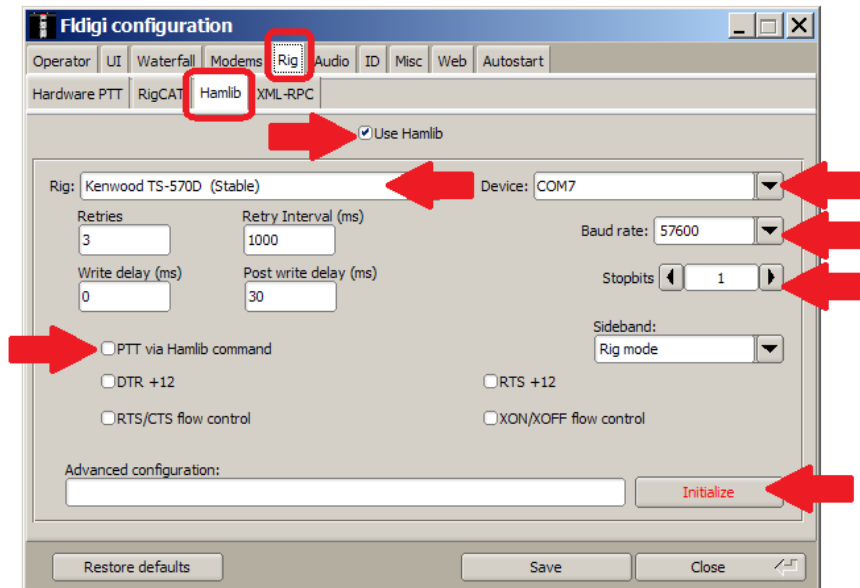 Fldigi configuration
Operator UI Waterfall Modems Rig Audio ID Misc Web Autostart
Hardware PTT RigCAT Hamlib XML-RPC
Use Hamlib
Rig: Kenwood TS-570D (Stable) Device: COM7
Retries Retry Interval (ms)
3 1000
Baud rate: 57600
Write delay (ms) Post write delay (ms)
0 30
Stopbits 1
Sideband:
Rig mode
PTT via Hamlib command
DTR +12 RTS +12
RTS/CTS flow control XON/XOFF flow control
Advanced configuration:
Initialize
Restore defaults Save Close